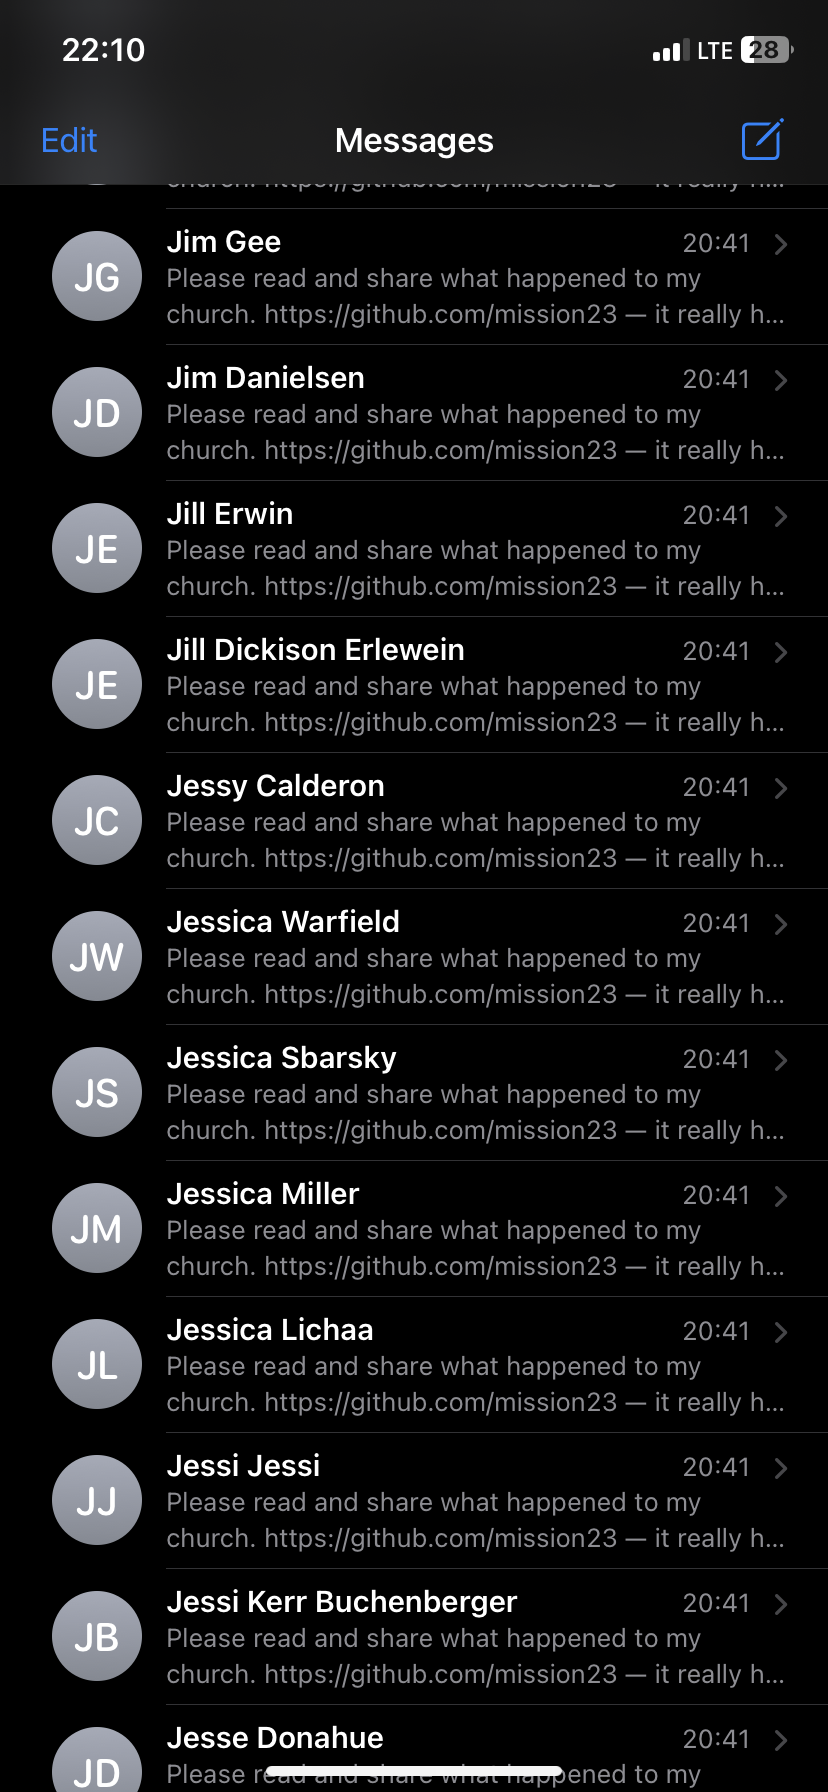 22:10
LTE 28
Edit
Messages
church. https://github.com/mission23 — it really h...
Jim Gee 20:41
JG
Please read and share what happened to my
church. https://github.com/mission23 — it really h...
Jim Danielsen 20:41
JD
Please read and share what happened to my
church. https://github.com/mission23 — it really h...
Jill Erwin 20:41
JE
Please read and share what happened to my
church. https://github.com/mission23 — it really h...
Jill Dickison Erlewein 20:41
JE
Please read and share what happened to my
church. https://github.com/mission23 — it really h...
Jessy Calderon 20:41
JC
Please read and share what happened to my
church. https://github.com/mission23 — it really h...
Jessica Warfield 20:41
JW
Please read and share what happened to my
church. https://github.com/mission23 — it really h...
Jessica Sbarsky 20:41
JS
Please read and share what happened to my
church. https://github.com/mission23 — it really h...
Jessica Miller 20:41
JM
Please read and share what happened to my
church. https://github.com/mission23 — it really h...
Jessica Lichaa 20:41
JL
Please read and share what happened to my
church. https://github.com/mission23 — it really h...
Jessi Jessi 20:41
JJ
Please read and share what happened to my
church. https://github.com/mission23 — it really h...
Jessi Kerr Buchenberger 20:41
JB
Please read and share what happened to my
church. https://github.com/mission23 — it really h...
Jesse Donahue 20:41
JD
Please read and share what happened to my